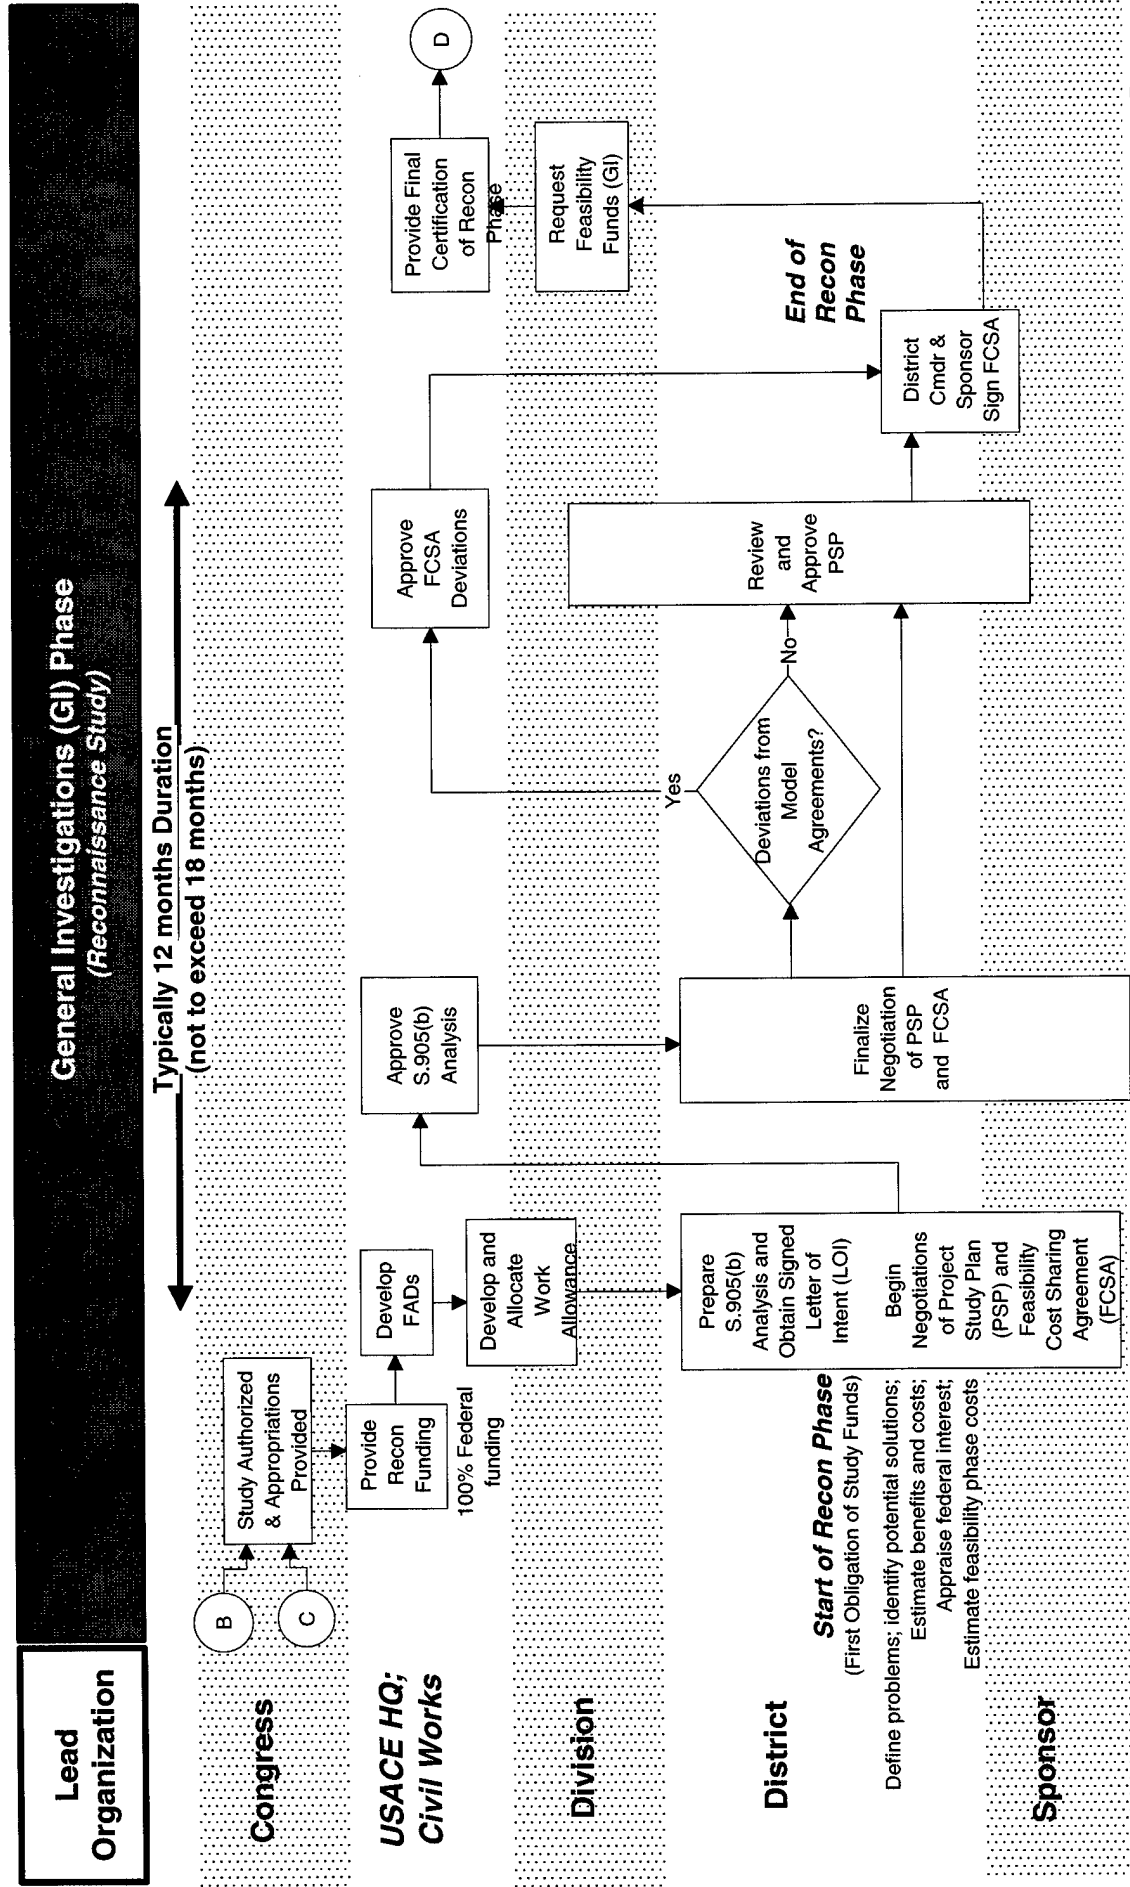 Lead
Organization
General Investigations (GI) Phase
(Reconnaissance Study)
Typically 12 months Duration
(not to exceed 18 months)
Congress
B
C
Study Authorized
& Appropriations
Provided
USACE HQ;
Civil Works
Provide
Recon
Funding
100% Federal
funding
Develop
FADs
Approve
S.905(b)
Analysis
Approve
FCSA
Deviations
Provide Final
Certification
of Recon
Phase
D
Division
Develop and
Allocate
Work
Allowance
Request
Feasibility
Funds (GI)
District
Start of Recon Phase
(First Obligation of Study Funds)
Define problems; identify potential solutions;
Estimate benefits and costs;
Appraise federal interest;
Estimate feasibility phase costs
Prepare
S.905(b)
Analysis and
Obtain Signed
Letter of
Intent (LOI)
Begin
Negotiations
of Project
Study Plan
(PSP) and
Feasibility
Cost Sharing
Agreement
(FCSA)
Finalize
Negotiation
of PSP
and FCSA
Yes
Deviations from
Model
Agreements?
No
Review
and
Approve
PSP
End of
Recon
Phase
District
Cmdr &
Sponsor
Sign FCSA
Sponsor